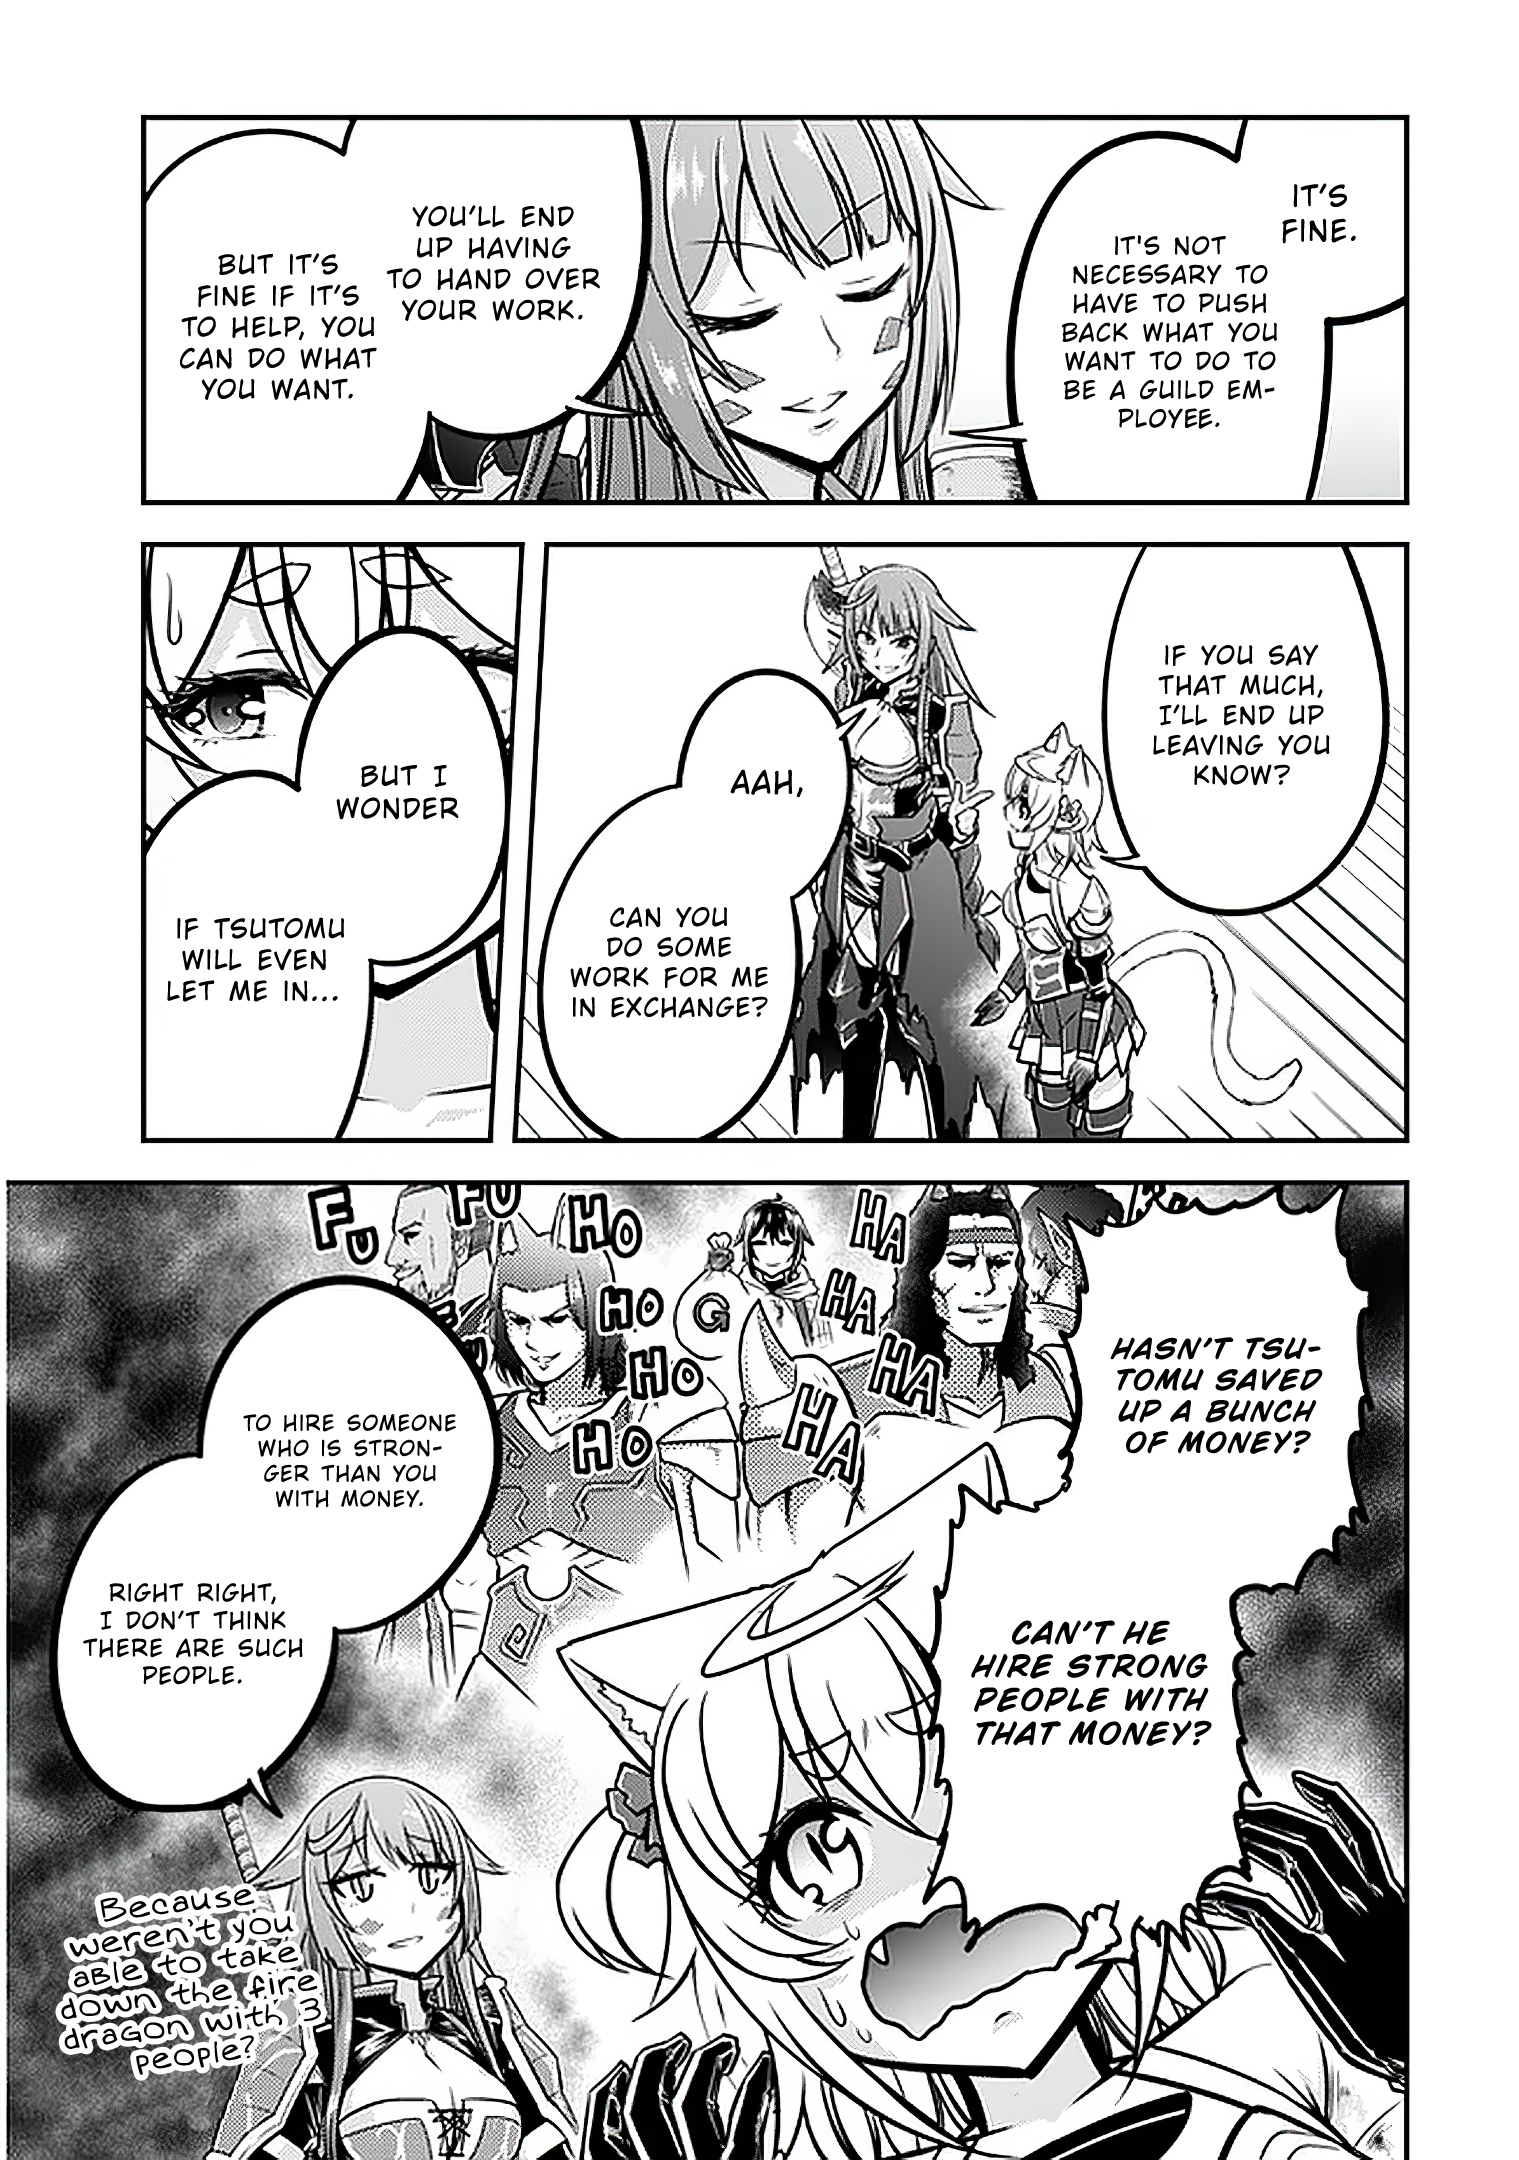 IT'S
FINE.
IT'S NOT
NECESSARY TO
HAVE TO PUSH
BACK WHAT YOU
WANT TO DO TO
BE A GUILD EM-
PLOYEE.
YOU'LL END
UP HAVING
TO HAND OVER
YOUR WORK.
BUT IT'S
FINE IF IT'S
TO HELP, YOU
CAN DO WHAT
YOU WANT.
IF YOU SAY
THAT MUCH,
I'LL END UP
LEAVING YOU
KNOW?
AAH,
CAN YOU
DO SOME
WORK FOR ME
IN EXCHANGE?
BUT I
WONDER
IF TSUTOMU
WILL EVEN
LET ME IN...
HASN'T TSU-
TOMU SAVED
UP A BUNCH
OF MONEY?
CAN'T HE
HIRE STRONG
PEOPLE WITH
THAT MONEY?
HA
HA
HA
HA
HO
HO
HO
HO
G
FU
FU
TO HIRE SOMEONE
WHO IS STRON-
GER THAN YOU
WITH MONEY.
RIGHT RIGHT,
I DON'T THINK
THERE ARE SUCH
PEOPLE.
Because
weren't you
able to take
down the fire
dragon with 3
people?